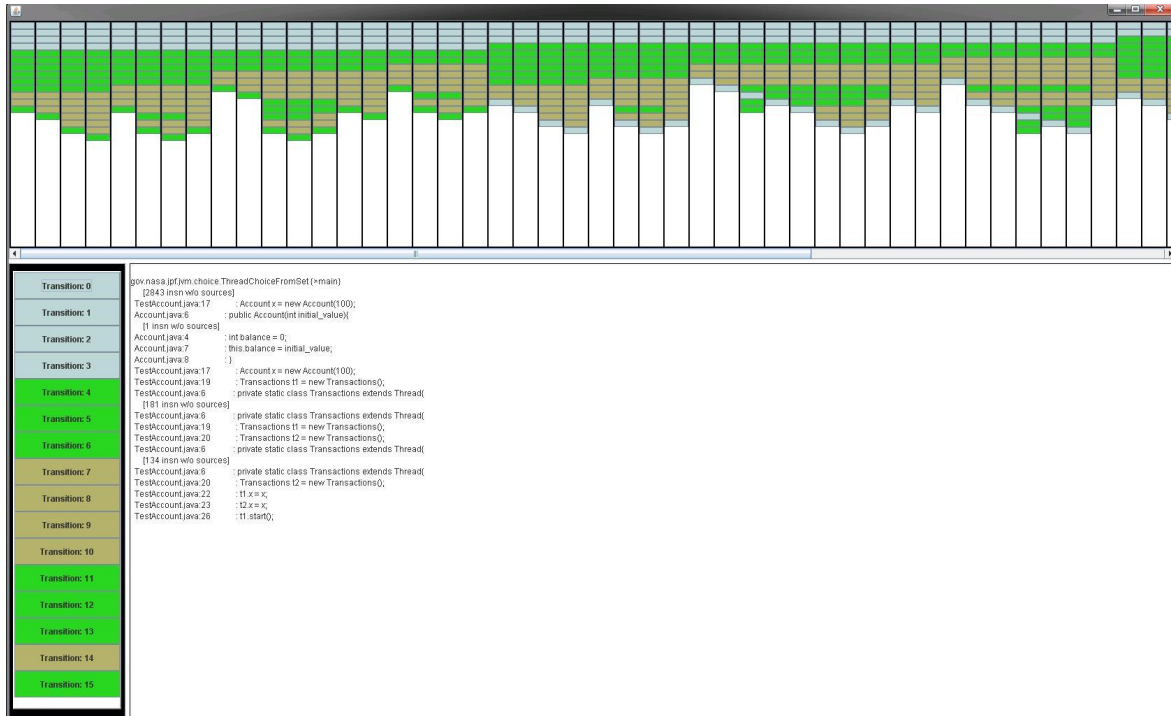 Transition: 0
Transition: 1
Transition: 2
Transition: 3
Transition: 4
Transition: 5
Transition: 6
Transition: 7
Transition: 8
Transition: 9
Transition: 10
Transition: 11
Transition: 12
Transition: 13
Transition: 14
Transition: 15
gov.nasa.jpf.jvm.choice.ThreadChoiceFromSet {>main}
[2843 insn w/o sources]
TestAccount.java:17 : Account x = new Account(100);
Account.java:6 : public Account(int initial_value){
[1 insn w/o sources]
Account.java:4 : int balance = 0;
Account.java:7 : this.balance = initial_value;
Account.java:8 : }
TestAccount.java:17 : Account x = new Account(100);
TestAccount.java:19 : Transactions t1 = new Transactions();
TestAccount.java:6 : private static class Transactions extends Thread{
[181 insn w/o sources]
TestAccount.java:6 : private static class Transactions extends Thread{
TestAccount.java:19 : Transactions t1 = new Transactions();
TestAccount.java:20 : Transactions t2 = new Transactions();
TestAccount.java:6 : private static class Transactions extends Thread{
[134 insn w/o sources]
TestAccount.java:6 : private static class Transactions extends Thread{
TestAccount.java:20 : Transactions t2 = new Transactions();
TestAccount.java:22 : t1.x = x;
TestAccount.java:23 : t2.x = x;
TestAccount.java:26 : t1.start();